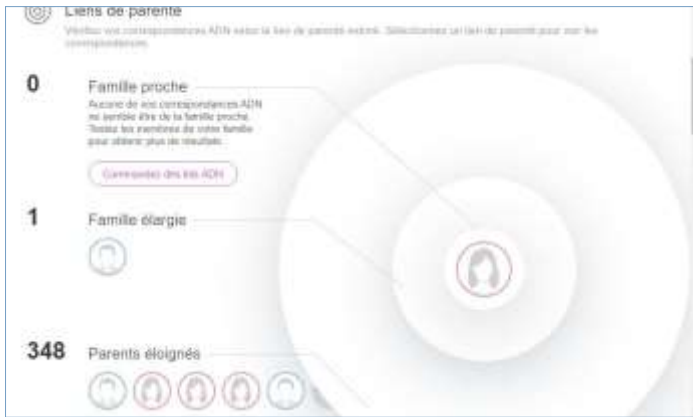 Liens de parenté
Vérifiez vos correspondances ADN selon le lien de parenté estimé. Sélectionnez un lien de parenté pour voir les
correspondances.
0 Famille proche
Aucune de vos correspondances ADN
ne semble être de la famille proche.
Testez les membres de votre famille
pour obtenir plus de résultats.
Commandez des kits ADN
1 Famille élargie
348 Parents éloignés